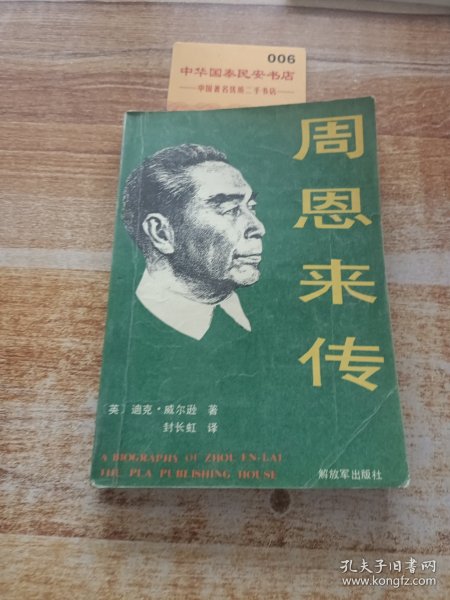 006
中华国泰民安书店
——中国著名优质二手书店——
周恩来传
〔英〕迪克·威尔逊 著
封长虹 译
A BIOGRAPHY OF ZHOU EN-LAI
THE PLA PUBLISHING HOUSE
解放军出版社
孔夫子旧书网
www.kongfz.com